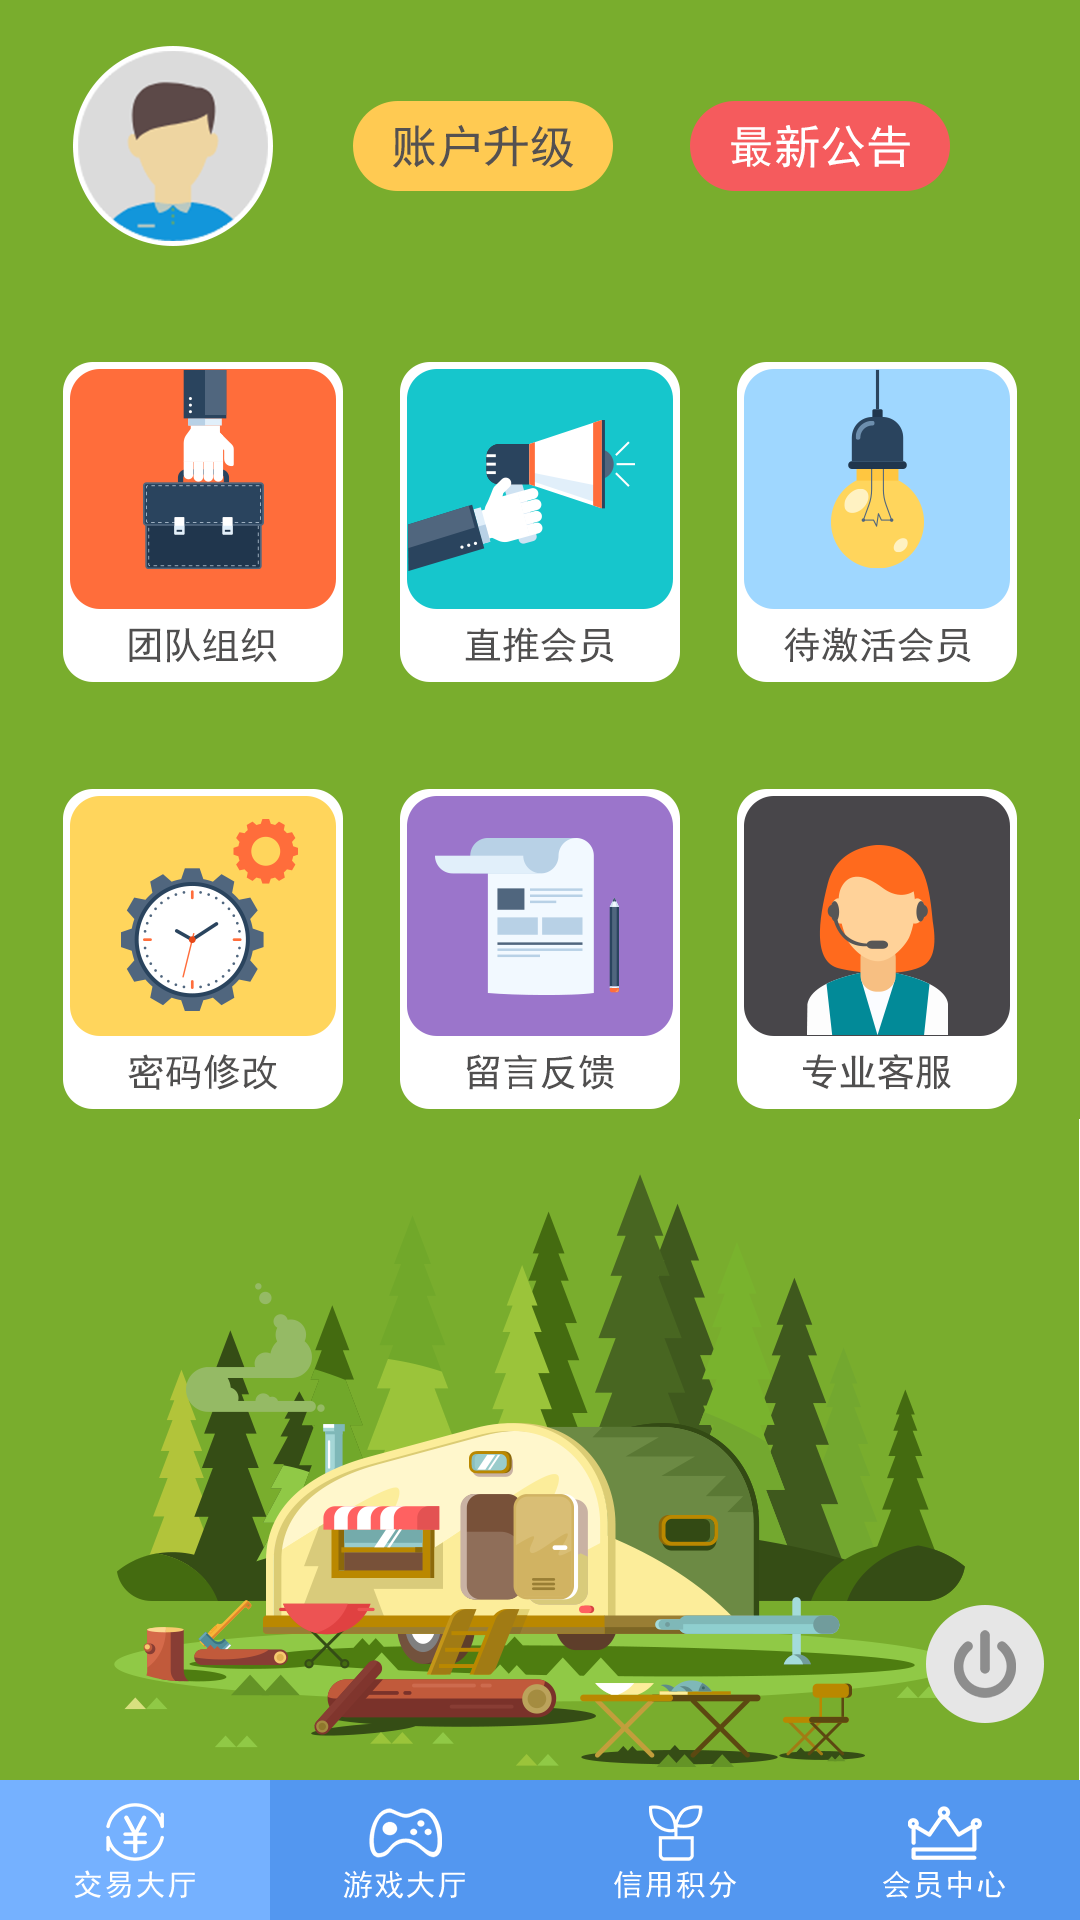 账户升级
最新公告
团队组织
直推会员
待激活会员
密码修改
留言反馈
专业客服
交易大厅
游戏大厅
信用积分
会员中心